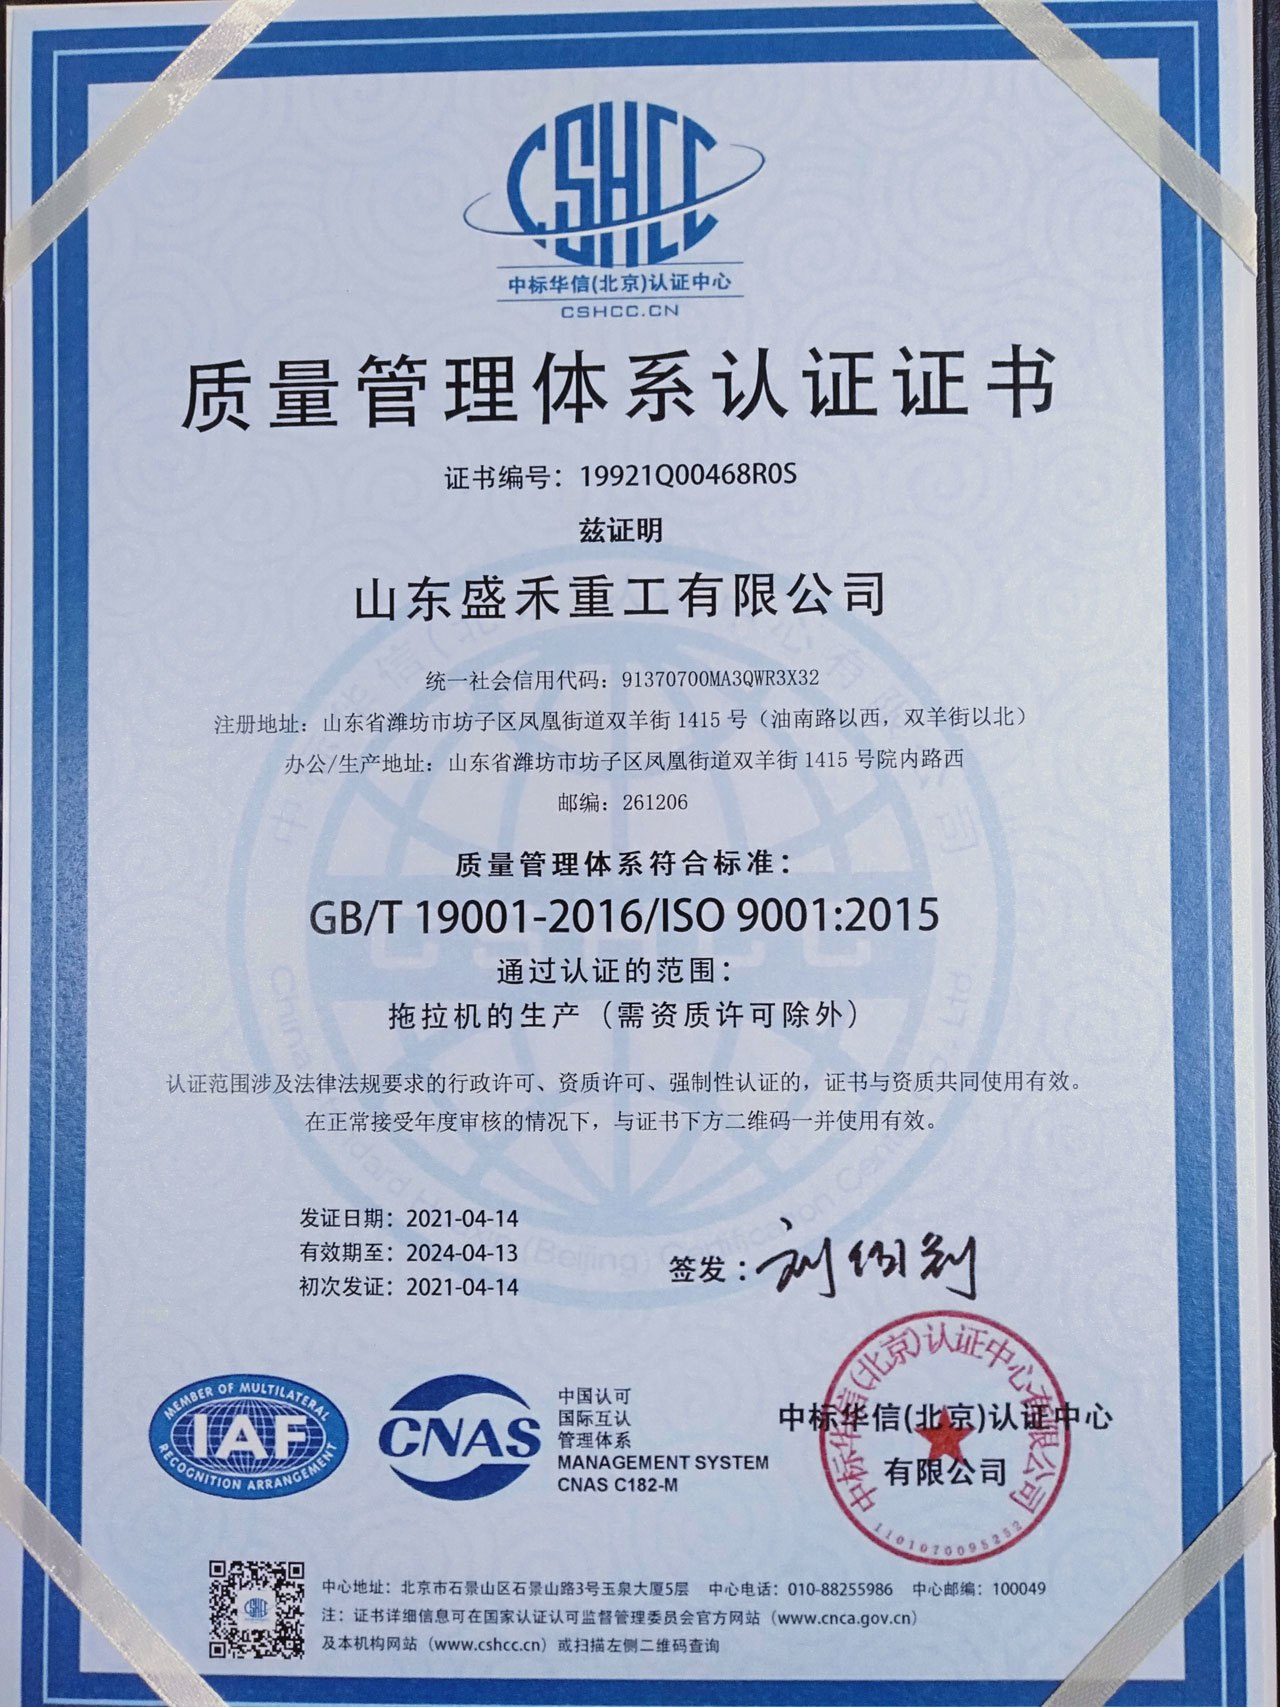 CSHCC
中标华信(北京)认证中心
CSHCC.CN
质量管理体系认证证书
证书编号：19921Q00468R0S
兹证明
山东盛禾重工有限公司
统一社会信用代码：91370700MA3QWR3X32
注册地址：山东省潍坊市坊子区凤凰街道双羊街 1415 号（油南路以西，双羊街以北）
办公/生产地址：山东省潍坊市坊子区凤凰街道双羊街 1415 号院内路西
邮编：261206
质量管理体系符合标准：
GB/T 19001-2016/ISO 9001:2015
通过认证的范围：
拖拉机的生产（需资质许可除外）
认证范围涉及法律法规要求的行政许可、资质许可、强制性认证的，证书与资质共同使用有效。
在正常接受年度审核的情况下，与证书下方二维码一并使用有效。
发证日期：2021-04-14
有效期至：2024-04-13
初次发证：2021-04-14
签发：
MEMBER OF MULTILATERAL
IAF
RECOGNITION ARRANGEMENT
CNAS
中国认可
国际互认
管理体系
MANAGEMENT SYSTEM
CNAS C182-M
中标华信(北京)认证中心
有限公司
中标华信(北京)认证中心有限公司
1101070095252
中心地址：北京市石景山区石景山路3号玉泉大厦5层 中心电话：010-88255986 中心邮编：100049
注：证书详细信息可在国家认证认可监督管理委员会官方网站（www.cnca.gov.cn）
及本机构网站（www.cshcc.cn）或扫描左侧二维码查询